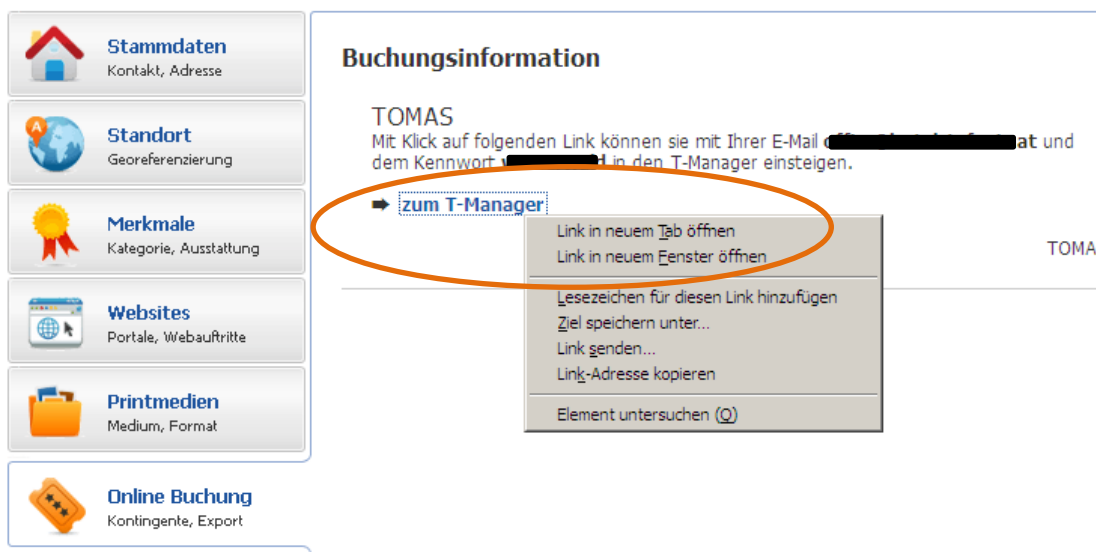 Stammdaten
Kontakt, Adresse
Standort
Georeferenzierung
Merkmale
Kategorie, Ausstattung
Websites
Portale, Webauftritte
Printmedien
Medium, Format
Online Buchung
Kontingente, Export
Buchungsinformation
TOMAS
Mit Klick auf folgenden Link können sie mit Ihrer E-Mail at und
dem Kennwort in den T-Manager einsteigen.
zum T-Manager
Link in neuem Tab öffnen
Link in neuem Fenster öffnen
TOMA
Lesezeichen für diesen Link hinzufügen
Ziel speichern unter...
Link senden...
Link-Adresse kopieren
Element untersuchen (Q)